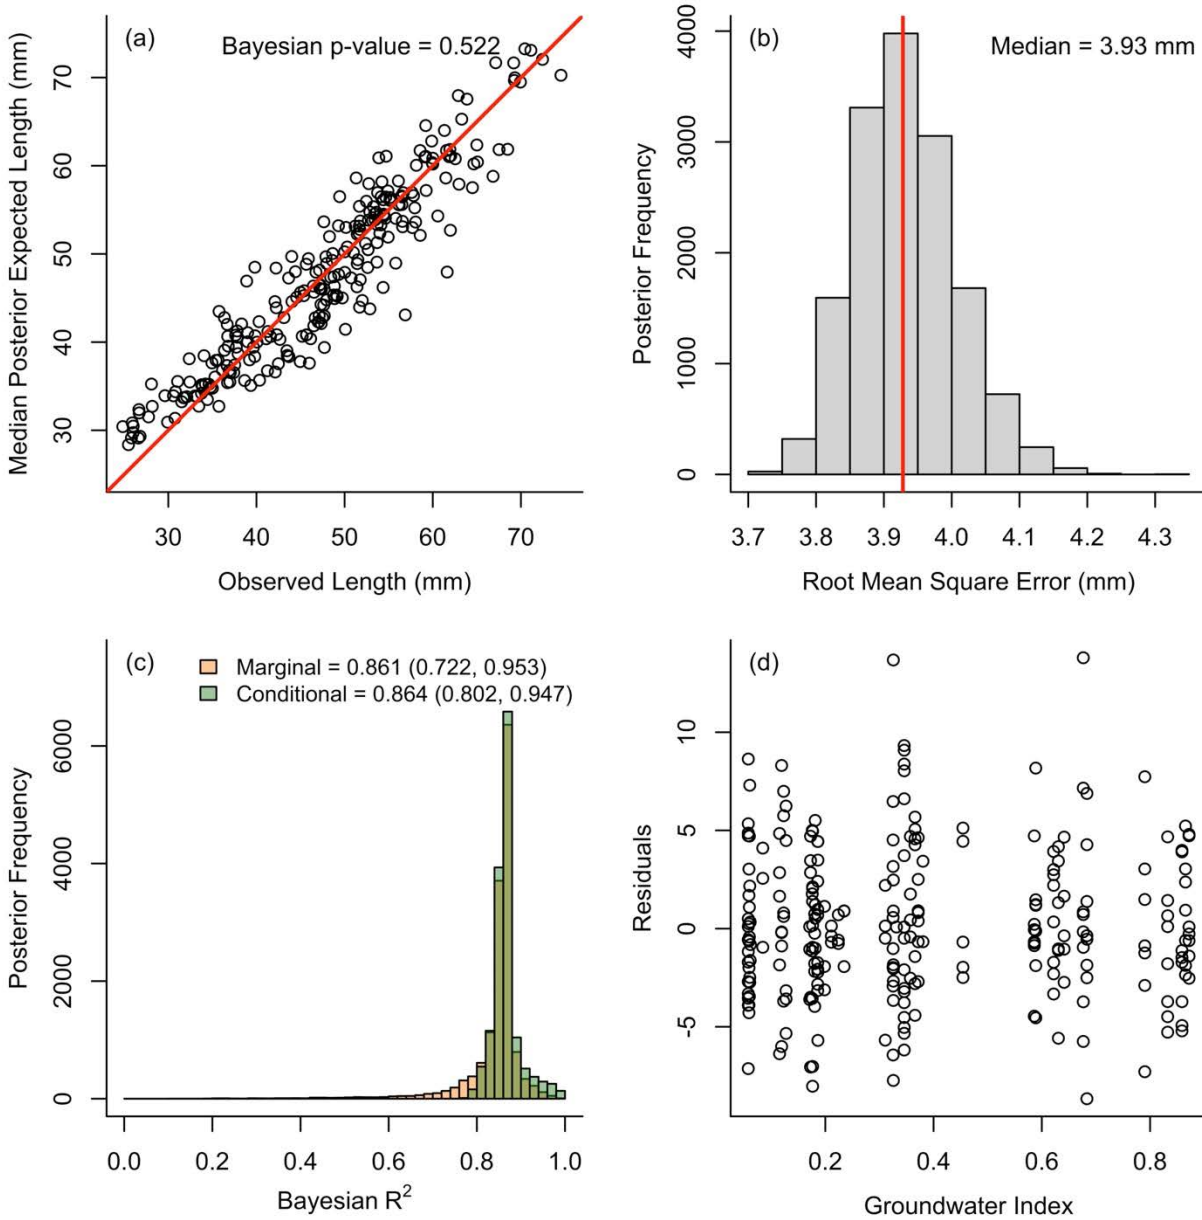 (a)
Bayesian p-value = 0.522
Median Posterior Expected Length (mm)
70
60
50
40
30
30 40 50 60 70
Observed Length (mm)
(b)
Median = 3.93 mm
Posterior Frequency
4000
3000
2000
1000
0
3.7 3.8 3.9 4.0 4.1 4.2 4.3
Root Mean Square Error (mm)
(c)
Marginal = 0.861 (0.722, 0.953)
Conditional = 0.864 (0.802, 0.947)
Posterior Frequency
6000
4000
2000
0
0.0 0.2 0.4 0.6 0.8 1.0
Bayesian R²
(d)
Residuals
10
5
0
-5
0.2 0.4 0.6 0.8
Groundwater Index